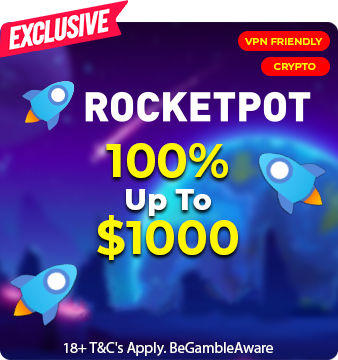 EXCLUSIVE
VPN FRIENDLY
CRYPTO
ROCKETPOT
100%
Up To
$1000
18+ T&C's Apply. BeGambleAware